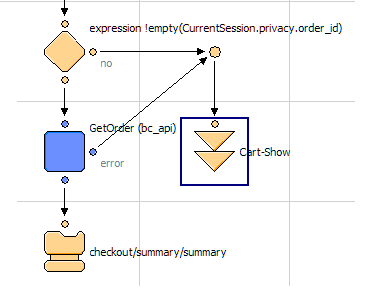 expression !empty(CurrentSession.privacy.order_id)
no
GetOrder (bc_api)
error
Cart-Show
checkout/summary/summary